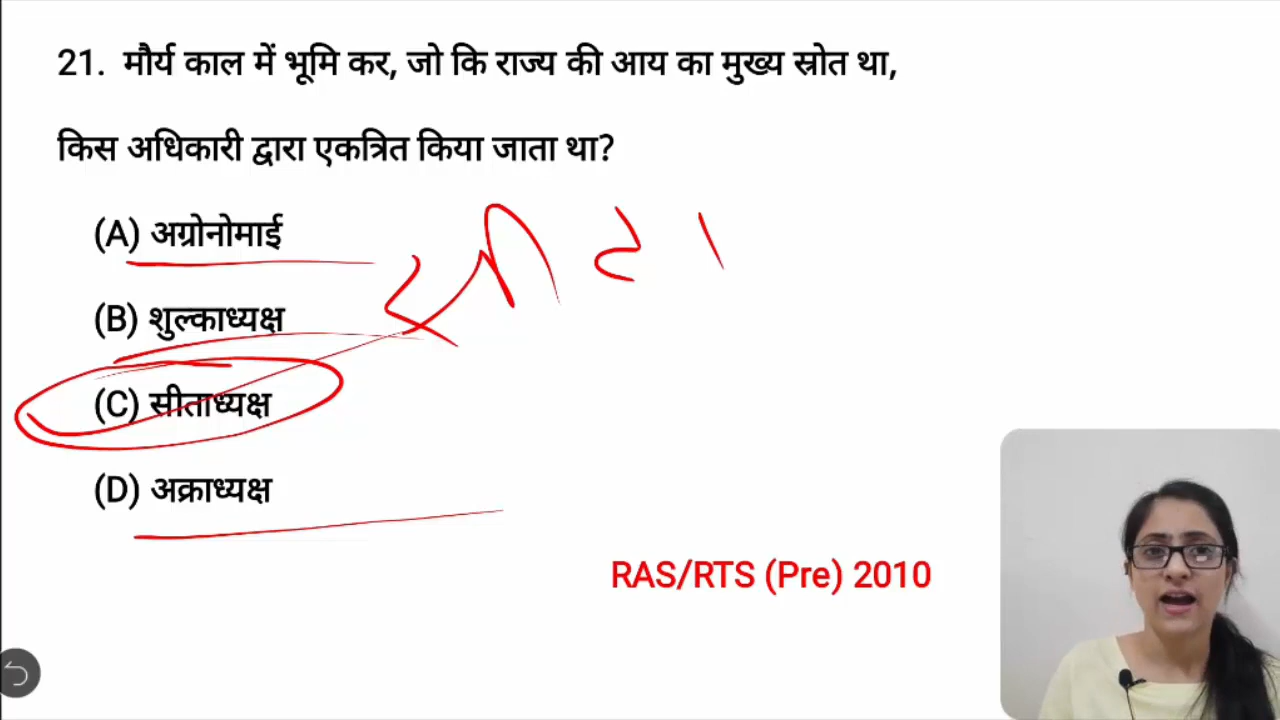 21. मौर्य काल में भूमि कर, जो कि राज्य की आय का मुख्य स्रोत था,
किस अधिकारी द्वारा एकत्रित किया जाता था?
(A) अग्रोनोमाई
(B) शुल्काध्यक्ष
(C) सीताध्यक्ष
(D) अक्राध्यक्ष
RAS/RTS (Pre) 2010